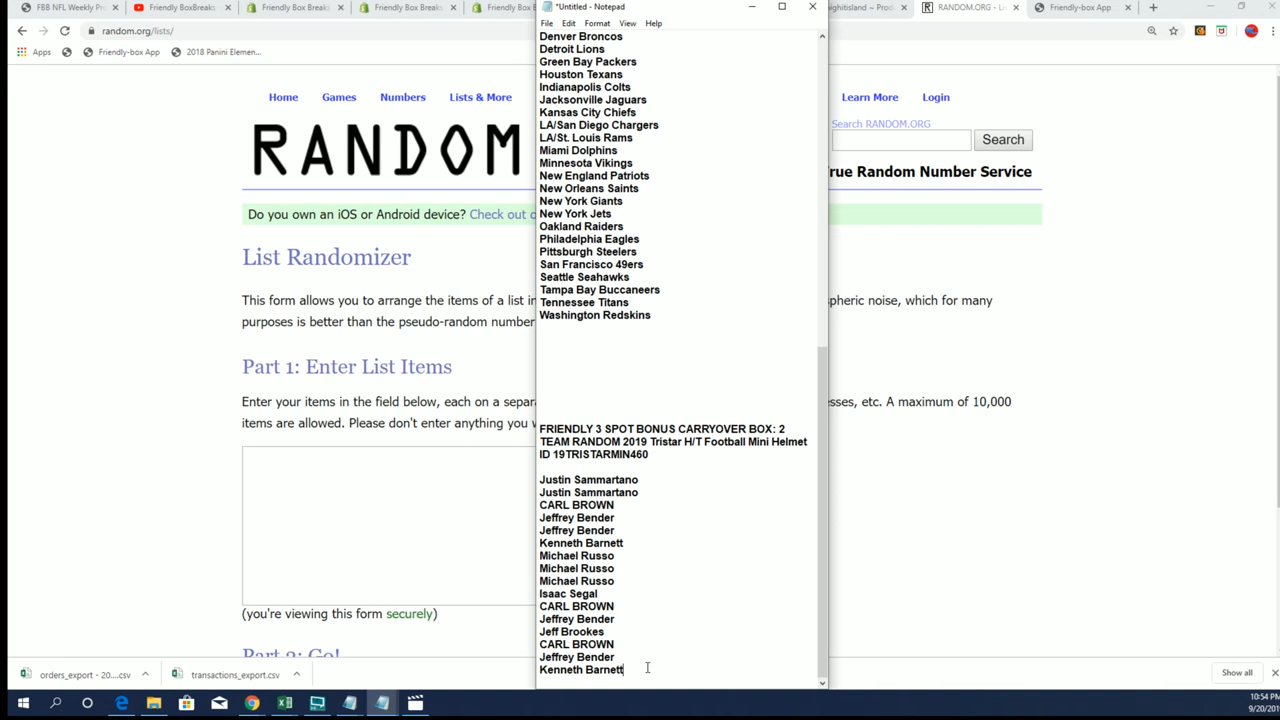 FBB NFL Weekly Pro
Friendly BoxBreaks
Friendly Box Breaks
Friendly Box Breaks
Friendly Box
*Untitled - Notepad
eightisland ~ Prod
RANDOM.ORG - Li
Friendly-box App
random.org/lists/
Apps
Friendly-box App
2018 Panini Elemen...
File Edit Format View Help
Denver Broncos
Detroit Lions
Green Bay Packers
Houston Texans
Indianapolis Colts
Jacksonville Jaguars
Kansas City Chiefs
LA/San Diego Chargers
LA/St. Louis Rams
Miami Dolphins
Minnesota Vikings
New England Patriots
New Orleans Saints
New York Giants
New York Jets
Oakland Raiders
Philadelphia Eagles
Pittsburgh Steelers
San Francisco 49ers
Seattle Seahawks
Tampa Bay Buccaneers
Tennessee Titans
Washington Redskins
FRIENDLY 3 SPOT BONUS CARRYOVER BOX: 2
TEAM RANDOM 2019 Tristar H/T Football Mini Helmet
ID 19TRISTARMIN460
Justin Sammartano
Justin Sammartano
CARL BROWN
Jeffrey Bender
Jeffrey Bender
Kenneth Barnett
Michael Russo
Michael Russo
Michael Russo
Isaac Segal
CARL BROWN
Jeffrey Bender
Jeff Brookes
CARL BROWN
Jeffrey Bender
Kenneth Barnett
Home Games Numbers Lists & More
Learn More Login
RANDOM
Search RANDOM.ORG
Search
True Random Number Service
Do you own an iOS or Android device? Check out o
List Randomizer
This form allows you to arrange the items of a list in
spheric noise, which for many
purposes is better than the pseudo-random number
Part 1: Enter List Items
Enter your items in the field below, each on a separa
esses, etc. A maximum of 10,000
items are allowed. Please don't enter anything you w
(you're viewing this form securely)
Part 2: Go!
orders_export - 20....csv
transactions_export.csv
Show all
10:54 PM
9/20/201